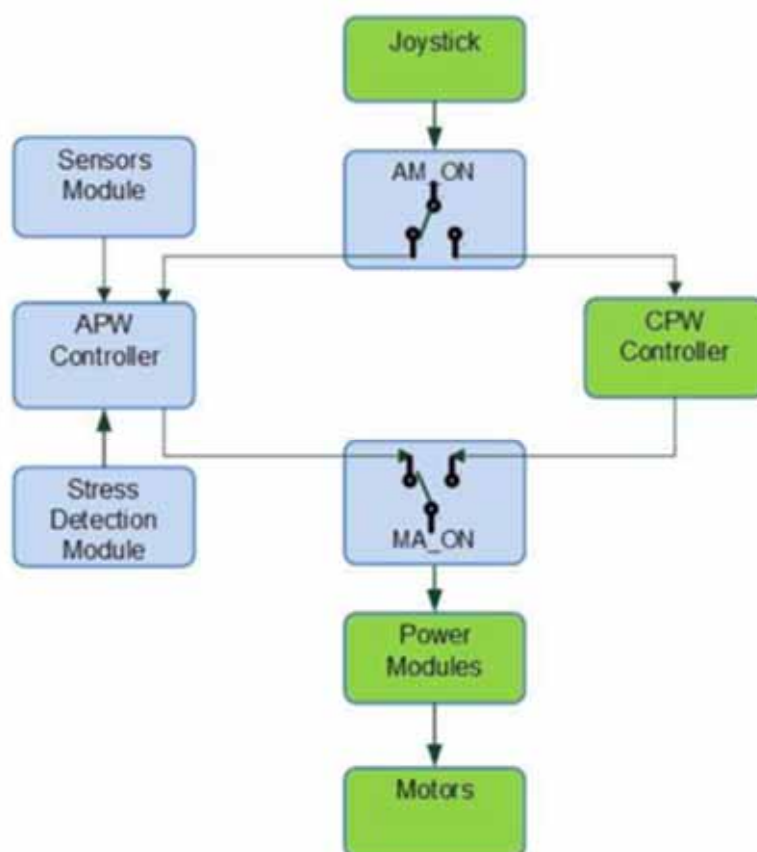 Joystick
Sensors
Module
AM_ON
APW
Controller
CPW
Controller
Stress
Detection
Module
MA_ON
Power
Modules
Motors